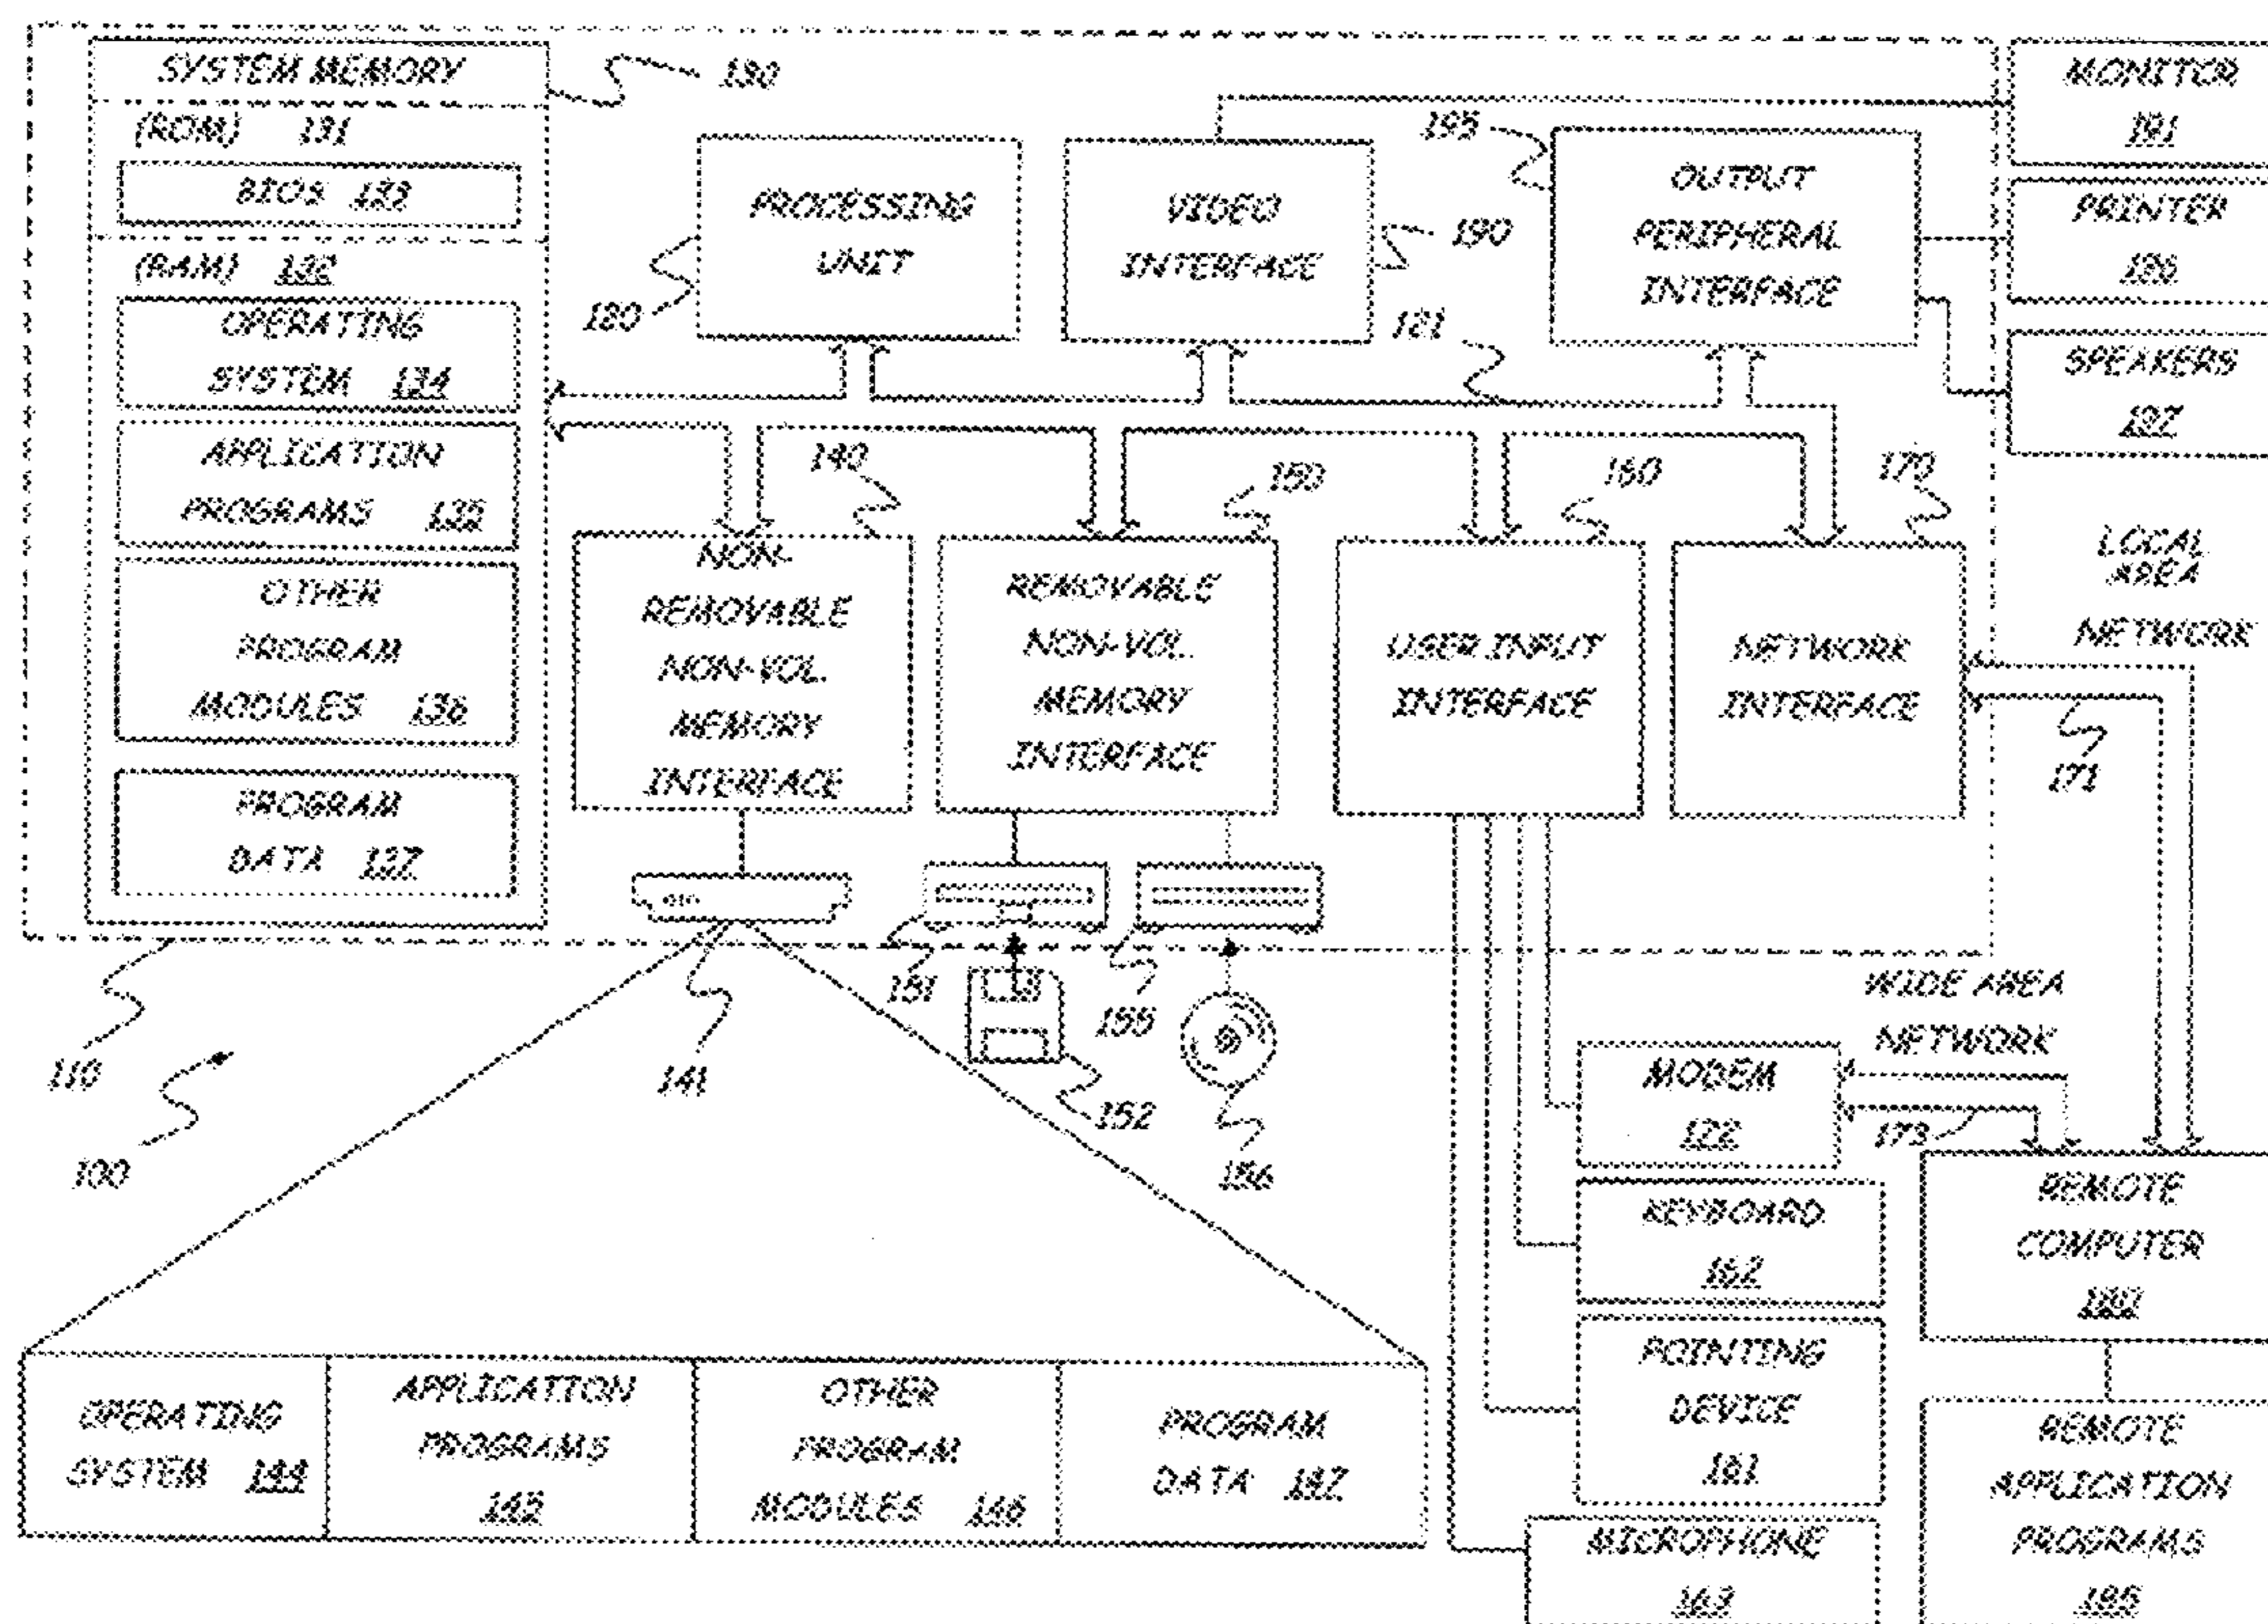 SYSTEM MEMORY
130
(ROM) 131
BIOS 133
(RAM) 132
OPERATING
SYSTEM 134
APPLICATION
PROGRAMS 135
OTHER
PROGRAM
MODULES 136
PROGRAM
DATA 137
PROCESSING
UNIT
VIDEO
INTERFACE
190
121
195
OUTPUT
PERIPHERAL
INTERFACE
MONITOR
191
PRINTER
196
SPEAKERS
197
140
NON-
REMOVABLE
NON-VOL.
MEMORY
INTERFACE
150
REMOVABLE
NON-VOL.
MEMORY
INTERFACE
160
USER INPUT
INTERFACE
170
NETWORK
INTERFACE
LOCAL
AREA
NETWORK
171
110
100
141
151
152
155
156
WIDE AREA
NETWORK
173
MODEM
KEYBOARD
162
POINTING
DEVICE
161
MICROPHONE
163
REMOTE
COMPUTER
180
REMOTE
APPLICATION
PROGRAMS
185
OPERATING
SYSTEM 144
APPLICATION
PROGRAMS
145
OTHER
PROGRAM
MODULES 146
PROGRAM
DATA 147